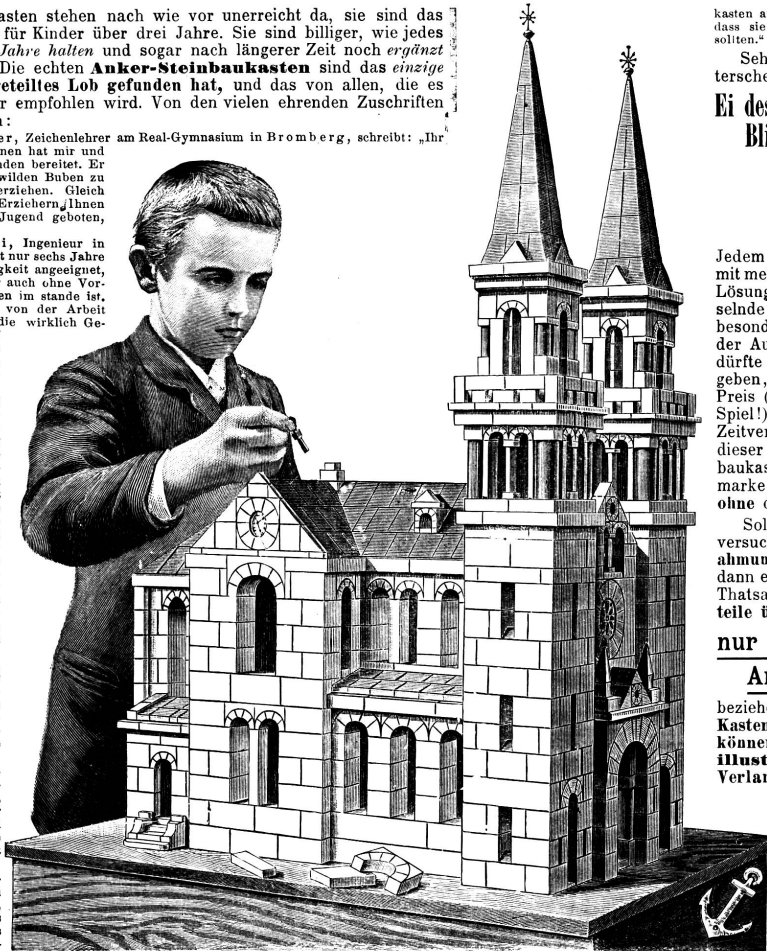 asten stehen nach wie vor unerreicht da, sie sind das
für Kinder über drei Jahre. Sie sind billiger, wie jedes
Jahre halten und sogar nach längerer Zeit noch ergänzt
Die echten Anker-Steinbaukasten sind das einzige
eteiltes Lob gefunden hat, und das von allen, die es
r empfohlen wird. Von den vielen ehrenden Zuschriften
:
er, Zeichenlehrer am Real-Gymnasium in Bromberg, schreibt: „Ihr
nen hat mir und
nden bereitet. Er
wilden Buben zu
erziehen. Gleich
Erziehern, Ihnen
Jugend geboten,
i, Ingenieur in
t nur sechs Jahre
gkeit angeeignet,
auch ohne Vor-
en im stande ist.
von der Arbeit
die wirklich Ge-
kasten a
dass sie
sollten.“
Seh
tersche
Ei des
Bli
Jedem
mit me
Lösung
selnde
besond
der Au
dürfte
geben,
Preis (
Spiel!)
Zeitver
dieser
baukas
marke
ohne
Sol
versuc
ahmun
dann e
Thatsa
teile ü
nur
An
beziehe
Kasten
können
illust
Verlan